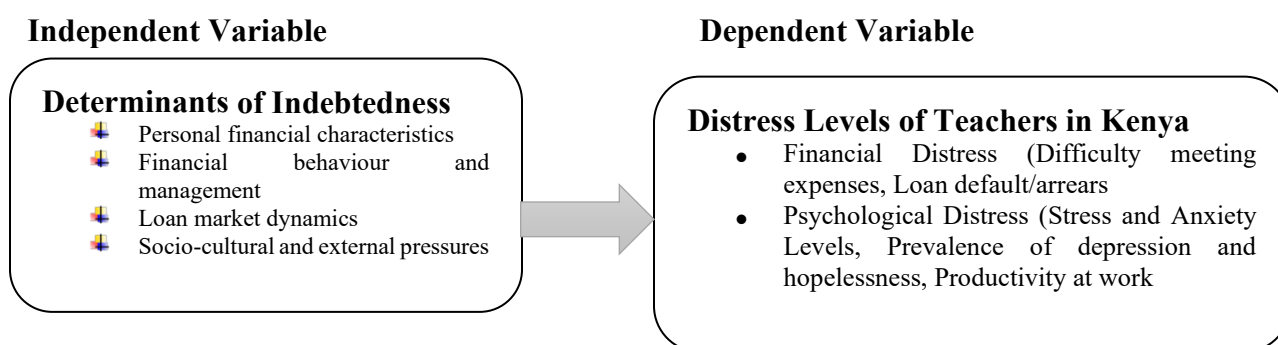 Independent Variable
Dependent Variable
Determinants of Indebtedness
Personal financial characteristics
Financial behaviour and
management
Loan market dynamics
Socio-cultural and external pressures
Distress Levels of Teachers in Kenya
Financial Distress (Difficulty meeting
expenses, Loan default/arrears
Psychological Distress (Stress and Anxiety
Levels, Prevalence of depression and
hopelessness, Productivity at work